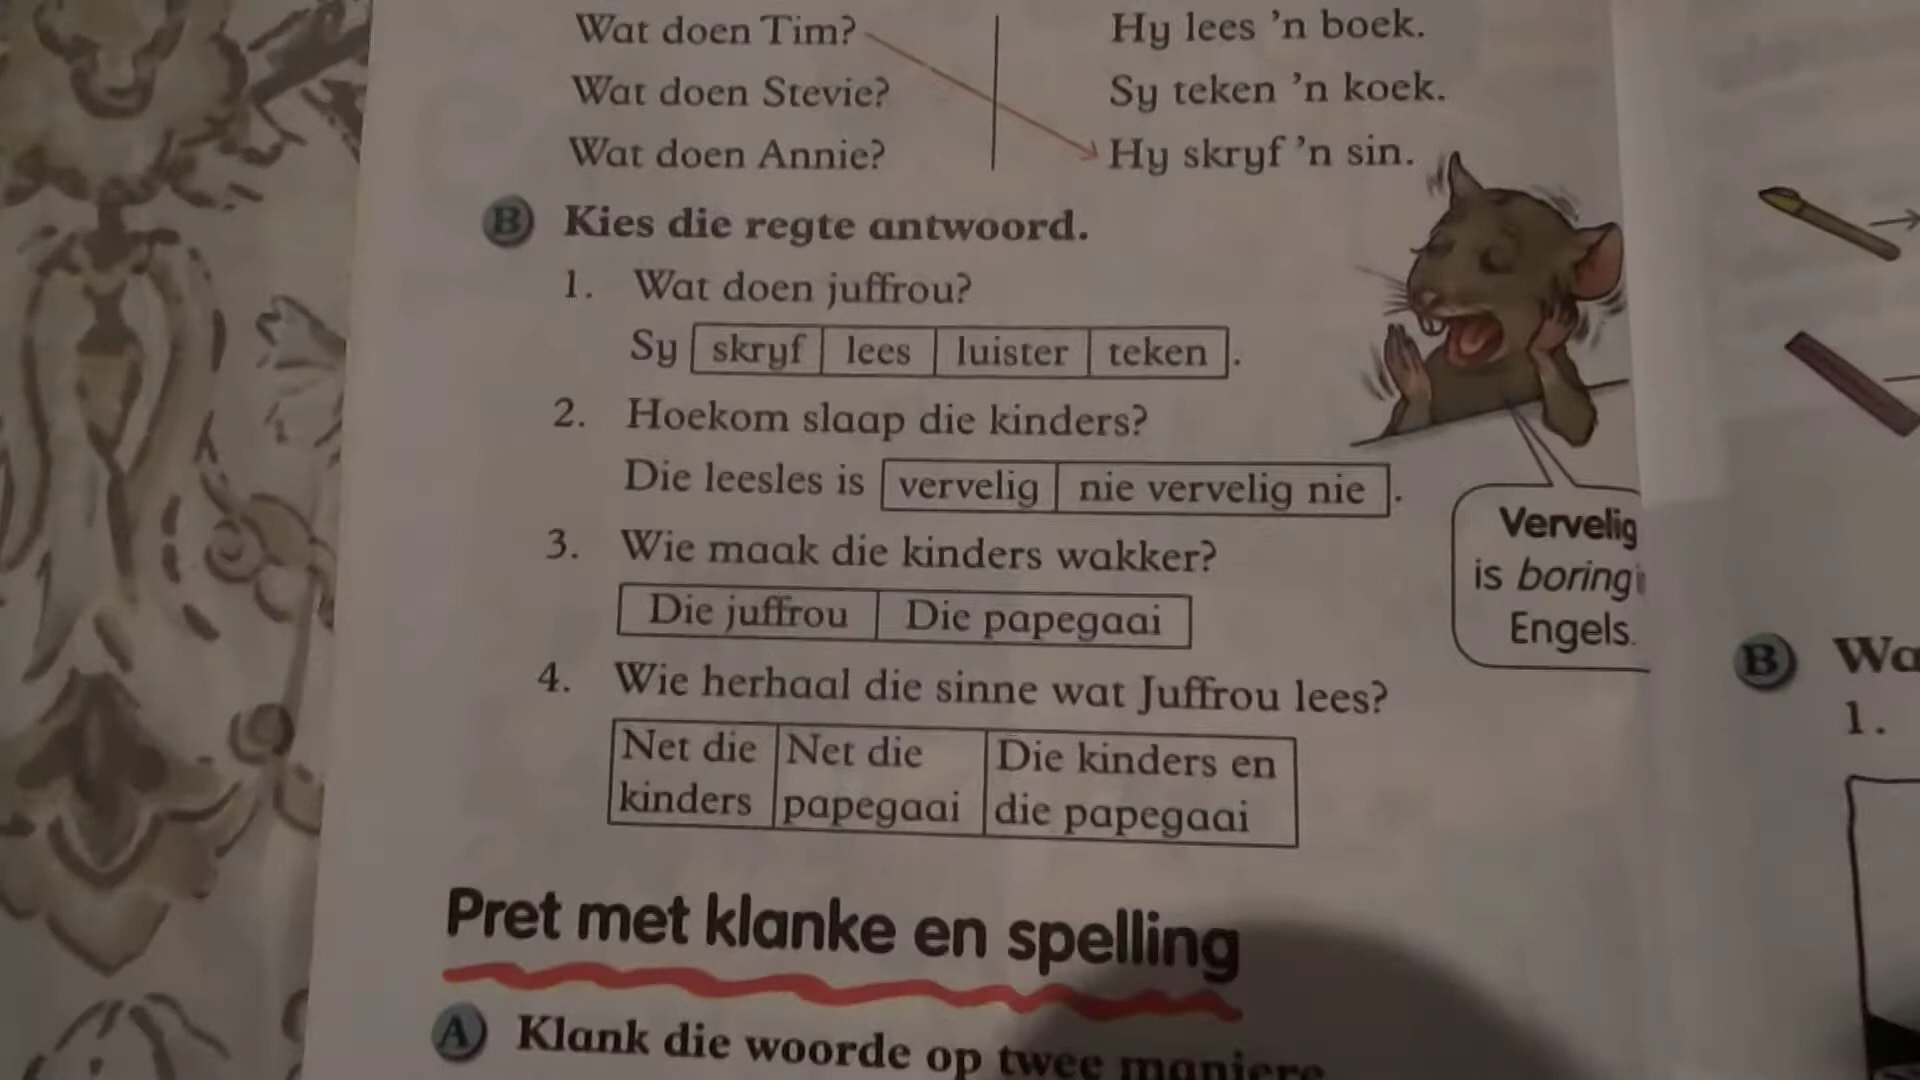 Wat doen Tim?
Hy lees ’n boek.
Wat doen Stevie?
Sy teken ’n koek.
Wat doen Annie?
Hy skryf ’n sin.
B Kies die regte antwoord.
1. Wat doen juffrou?
Sy skryf lees luister teken .
2. Hoekom slaap die kinders?
Die leesles is vervelig nie vervelig nie .
3. Wie maak die kinders wakker?
Die juffrou Die papegaai
4. Wie herhaal die sinne wat Juffrou lees?
Net die kinders
Net die papegaai
Die kinders en die papegaai
Vervelig
is boring
Engels.
Pret met klanke en spelling
A Klank die woorde op twee maniere
B Wa
1.